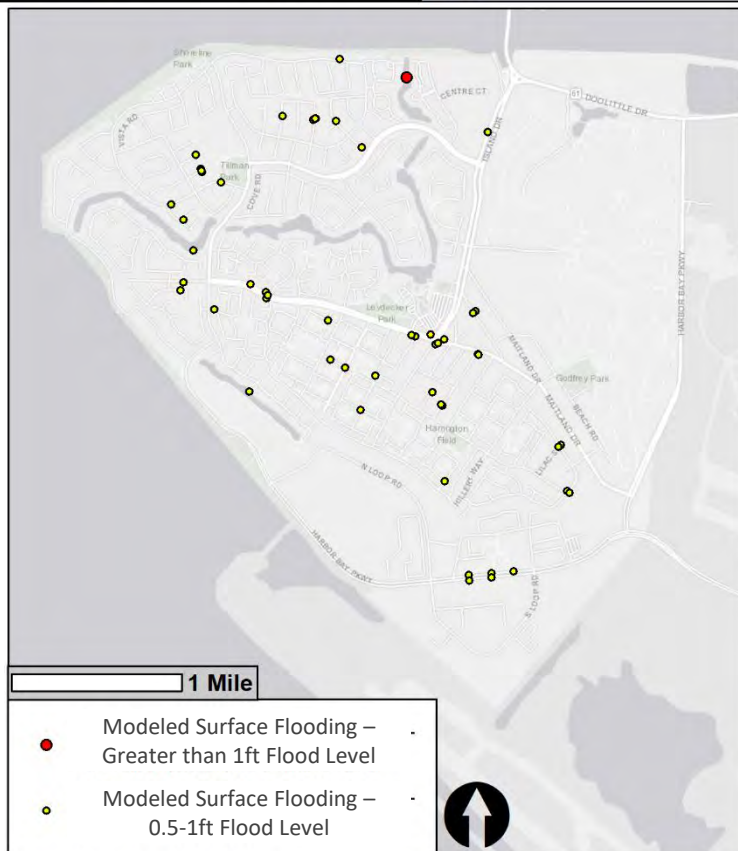 Shoreline
Park
VISTA RD
CENTRE CT
61
DOOLITTLE DR
ISLAND DR
Tillman
Park
COVE RD
HARBOR BAY PKWY
Leydecker
Park
MAITLAND DR
Godfrey Park
BEACH RD
MAITLAND DR
Harrington
Field
LILAC S
HILLERY WAY
N LOOP RD
HARBOR BAY PKWY
N LOOP RD
1 Mile
Modeled Surface Flooding –
Greater than 1ft Flood Level
Modeled Surface Flooding –
0.5-1ft Flood Level